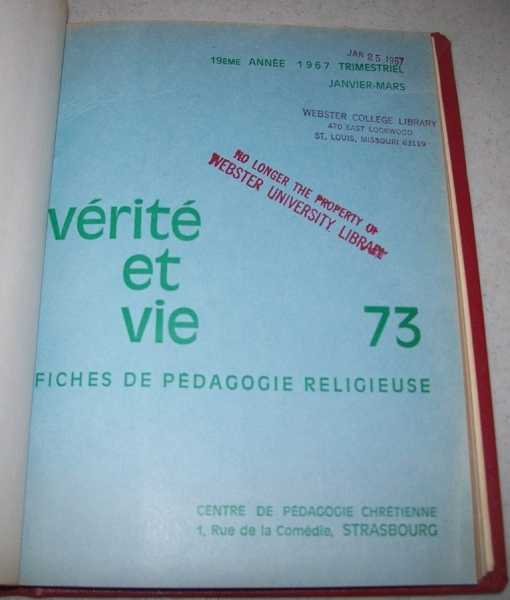 JAN 25 1967
19ÈME ANNÉE 1967 TRIMESTRIEL
JANVIER-MARS
WEBSTER COLLEGE LIBRARY
470 EAST LOCKWOOD
ST. LOUIS, MISSOURI 63119
NO LONGER THE PROPERTY OF
WEBSTER UNIVERSITY LIBRARY
vérité
et
vie 73
FICHES DE PÉDAGOGIE RELIGIEUSE
CENTRE DE PÉDAGOGIE CHRÉTIENNE
1, Rue de la Comédie, STRASBOURG